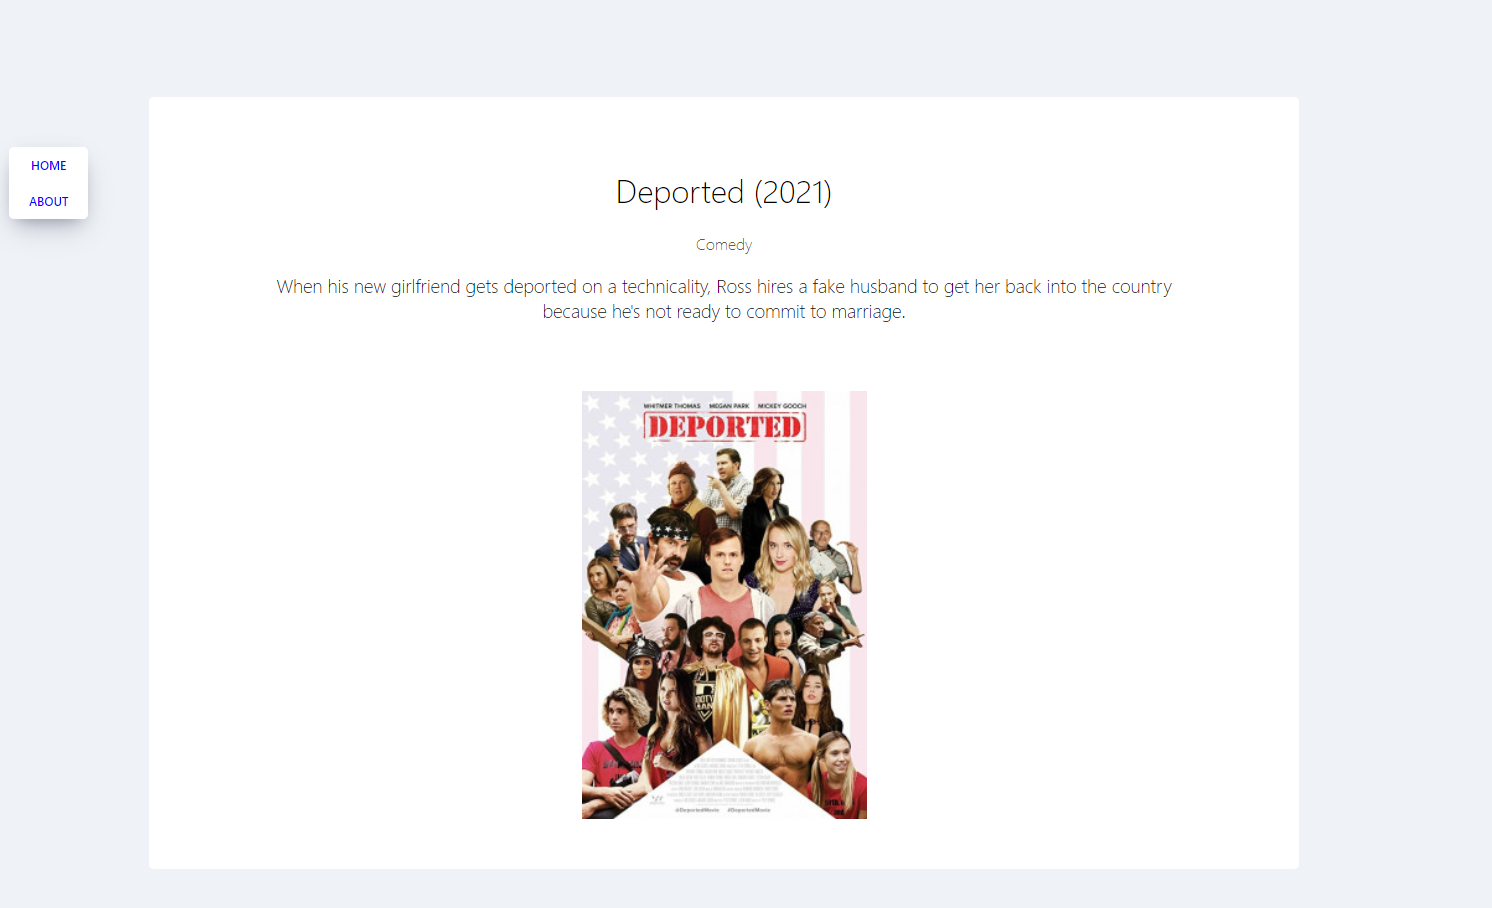 HOME
ABOUT
Deported (2021)
Comedy
When his new girlfriend gets deported on a technicality, Ross hires a fake husband to get her back into the country
because he's not ready to commit to marriage.
WHITMER THOMAS MEGAN PARK MICKEY GOOCH
DEPORTED
@DeportedMovie #DeportedMovie